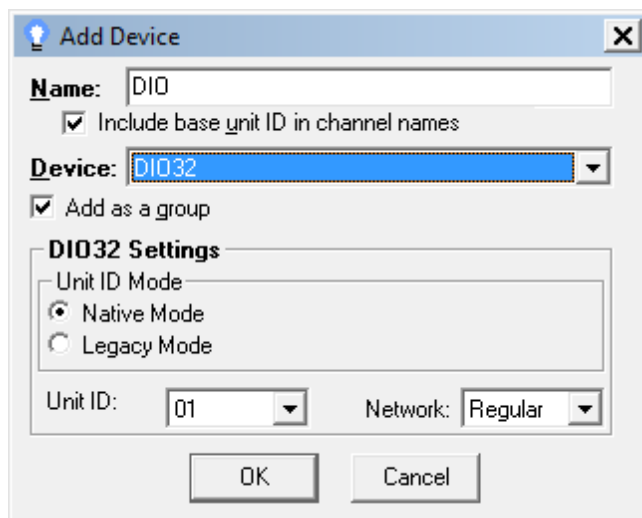 Add Device
Name: DIO
Include base unit ID in channel names
Device: DIO32
Add as a group
DIO32 Settings
Unit ID Mode
Native Mode
Legacy Mode
Unit ID: 01 Network: Regular
OK Cancel